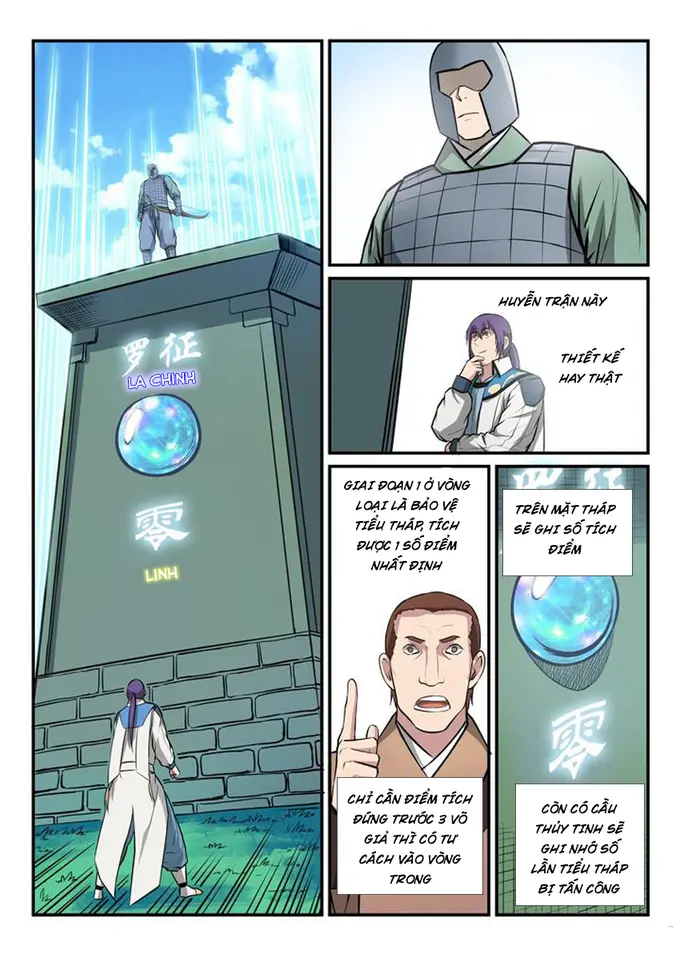 罗征
LA CHINH
零
LINH
HUYỄN TRẬN NÀY
THIẾT KẾ
HAY THẬT
GIAI ĐOẠN 1 Ở VÒNG
LOẠI LÀ BẢO VỆ
TIỂU THÁP, TÍCH
ĐƯỢC 1 SỐ ĐIỂM
NHẤT ĐỊNH
CHỈ CẦN ĐIỂM TÍCH
ĐỨNG TRƯỚC 3 VÕ
GIẢ THÌ CÓ TƯ
CÁCH VÀO VÒNG
TRONG
罗征
TRÊN MẶT THÁP
SẼ GHI SỐ TÍCH
ĐIỂM
零
CÒN CÓ CẦU
THỦY TINH SẼ
GHI NHỚ SỐ
LẦN TIỂU THÁP
BỊ TẤN CÔNG